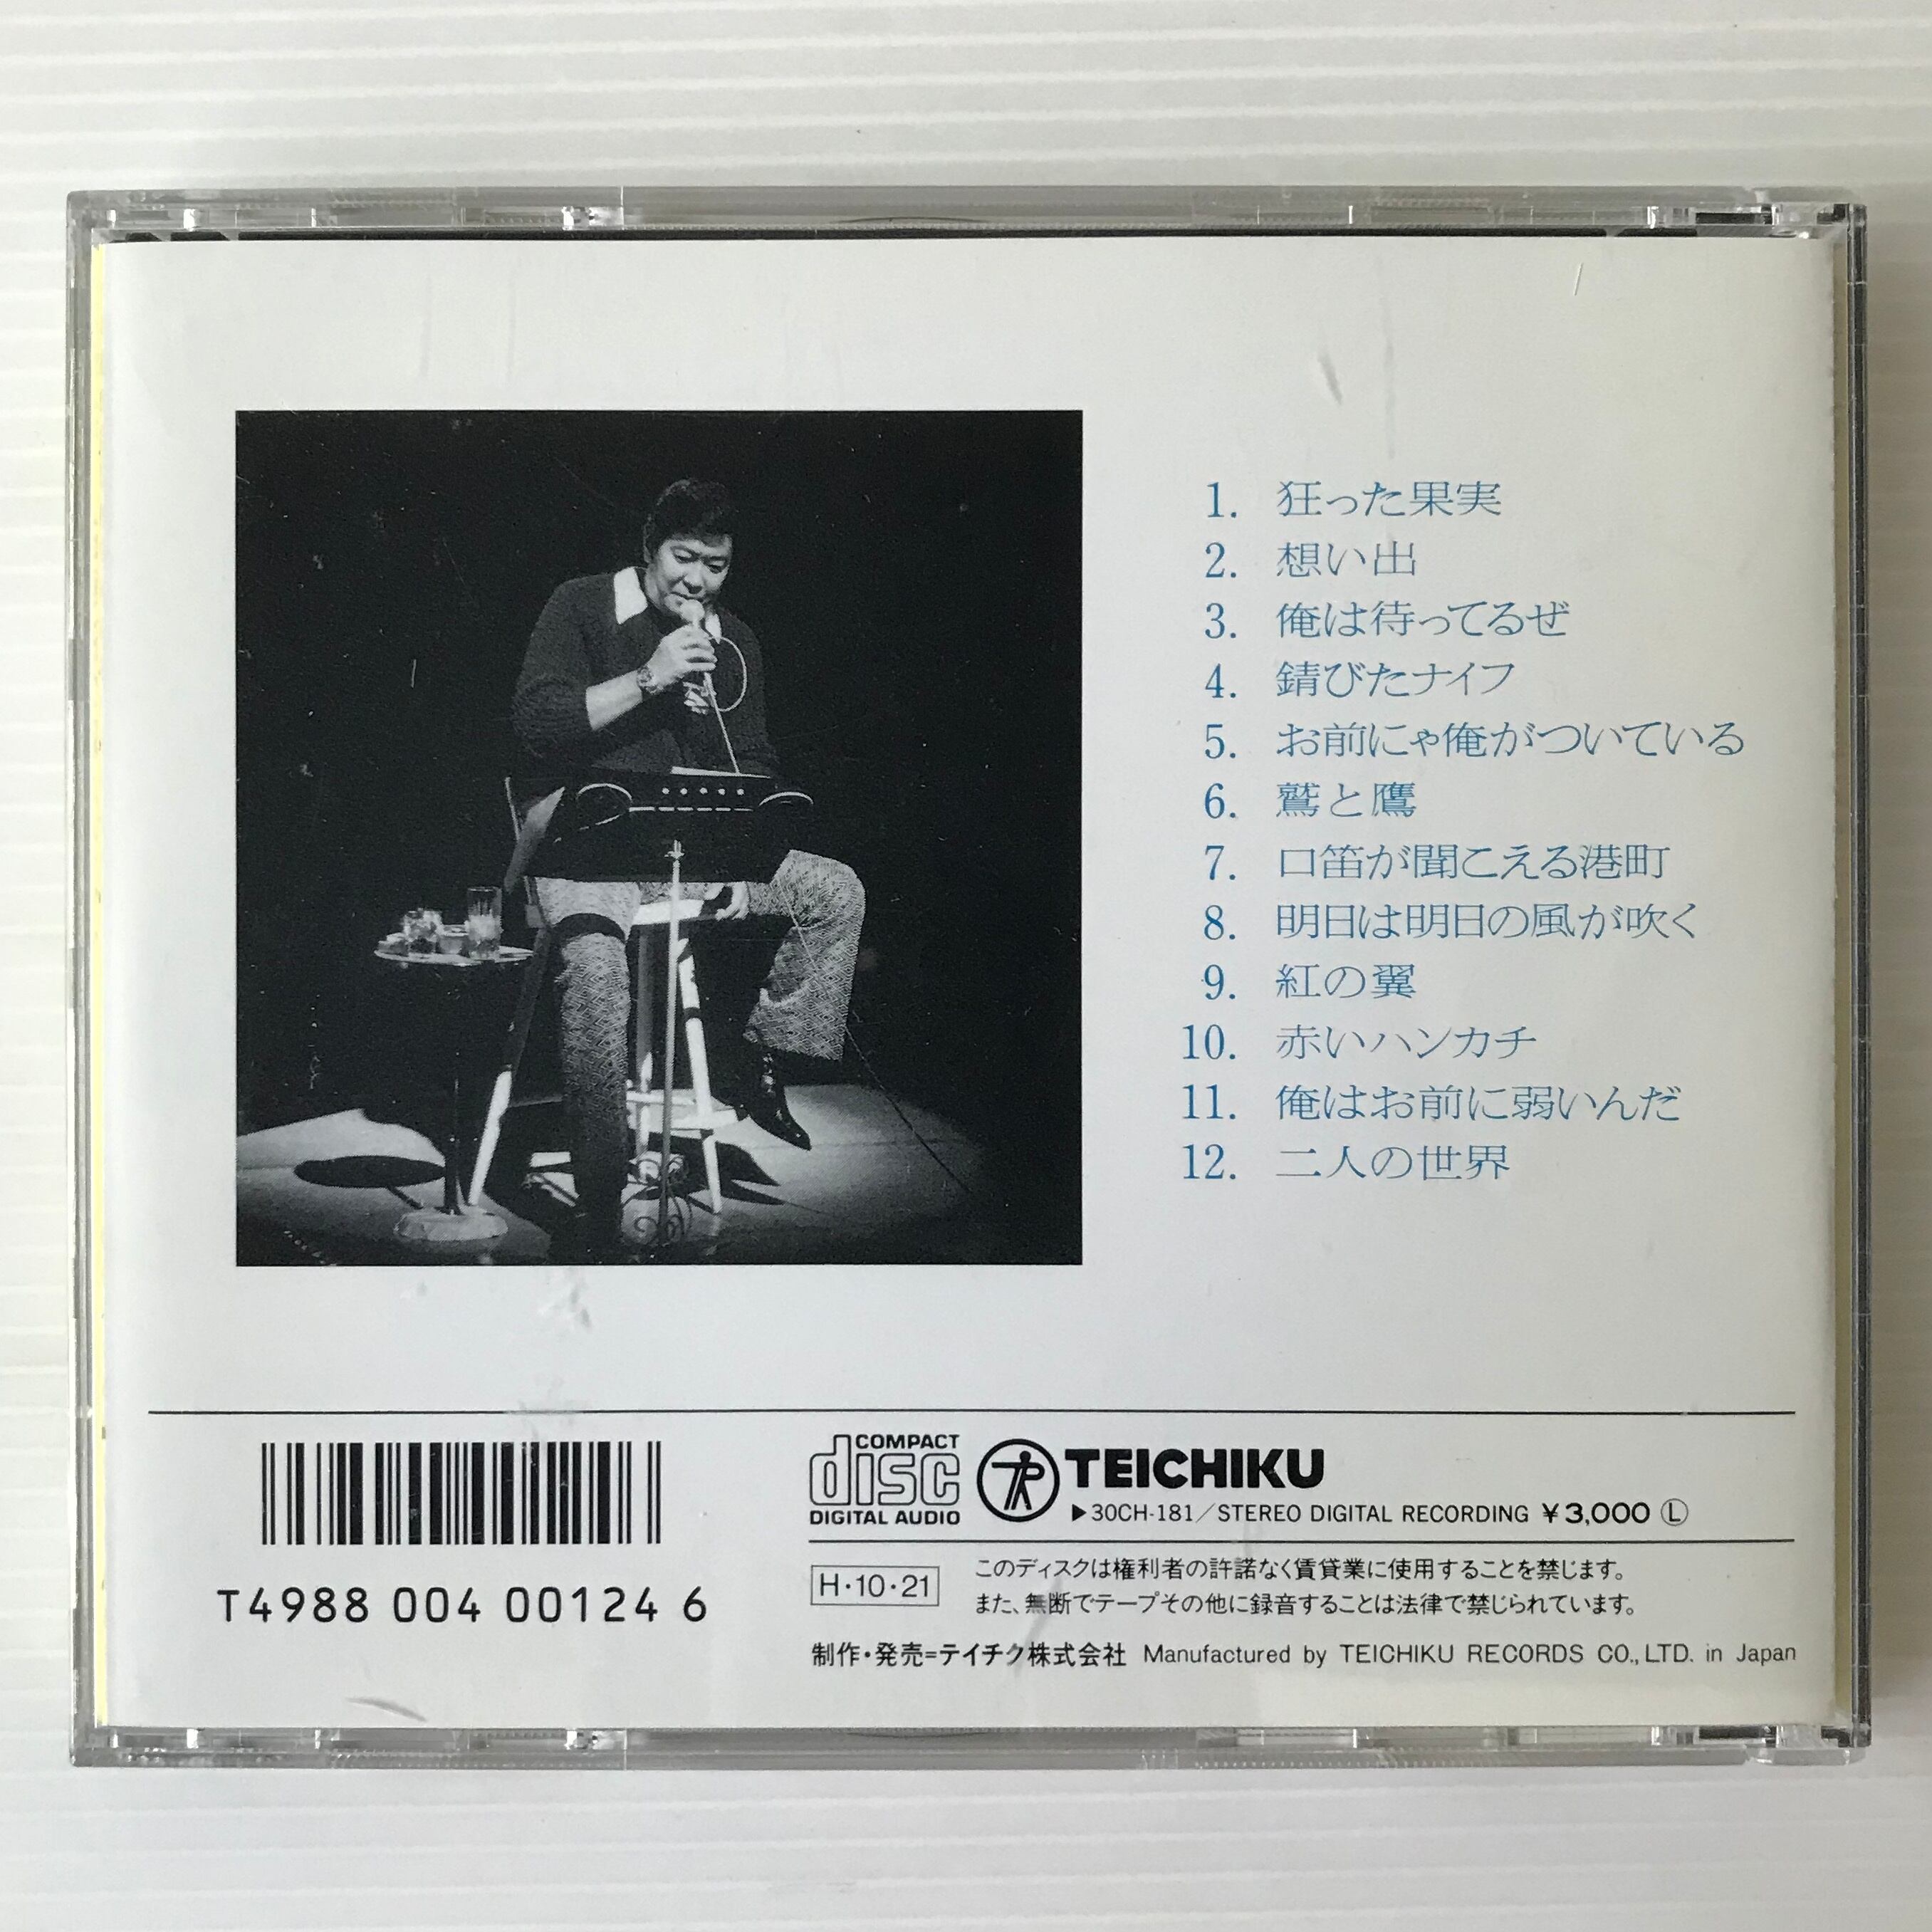 1. 狂った果実
2. 想い出
3. 俺は待ってるぜ
4. 錆びたナイフ
5. お前にゃ俺がついている
6. 鷲と鷹
7. 口笛が聞こえる港町
8. 明日は明日の風が吹く
9. 紅の翼
10. 赤いハンカチ
11. 俺はお前に弱いんだ
12. 二人の世界
T4988 004 00124 6
COMPACT
disc
DIGITAL AUDIO
TEICHIKU
▶30CH-181／STEREO DIGITAL RECORDING ¥3,000 Ⓛ
H・10・21
このディスクは権利者の許諾なく賃貸業に使用することを禁じます。
また、無断でテープその他に録音することは法律で禁じられています。
制作・発売=テイチク株式会社 Manufactured by TEICHIKU RECORDS CO., LTD. in Japan